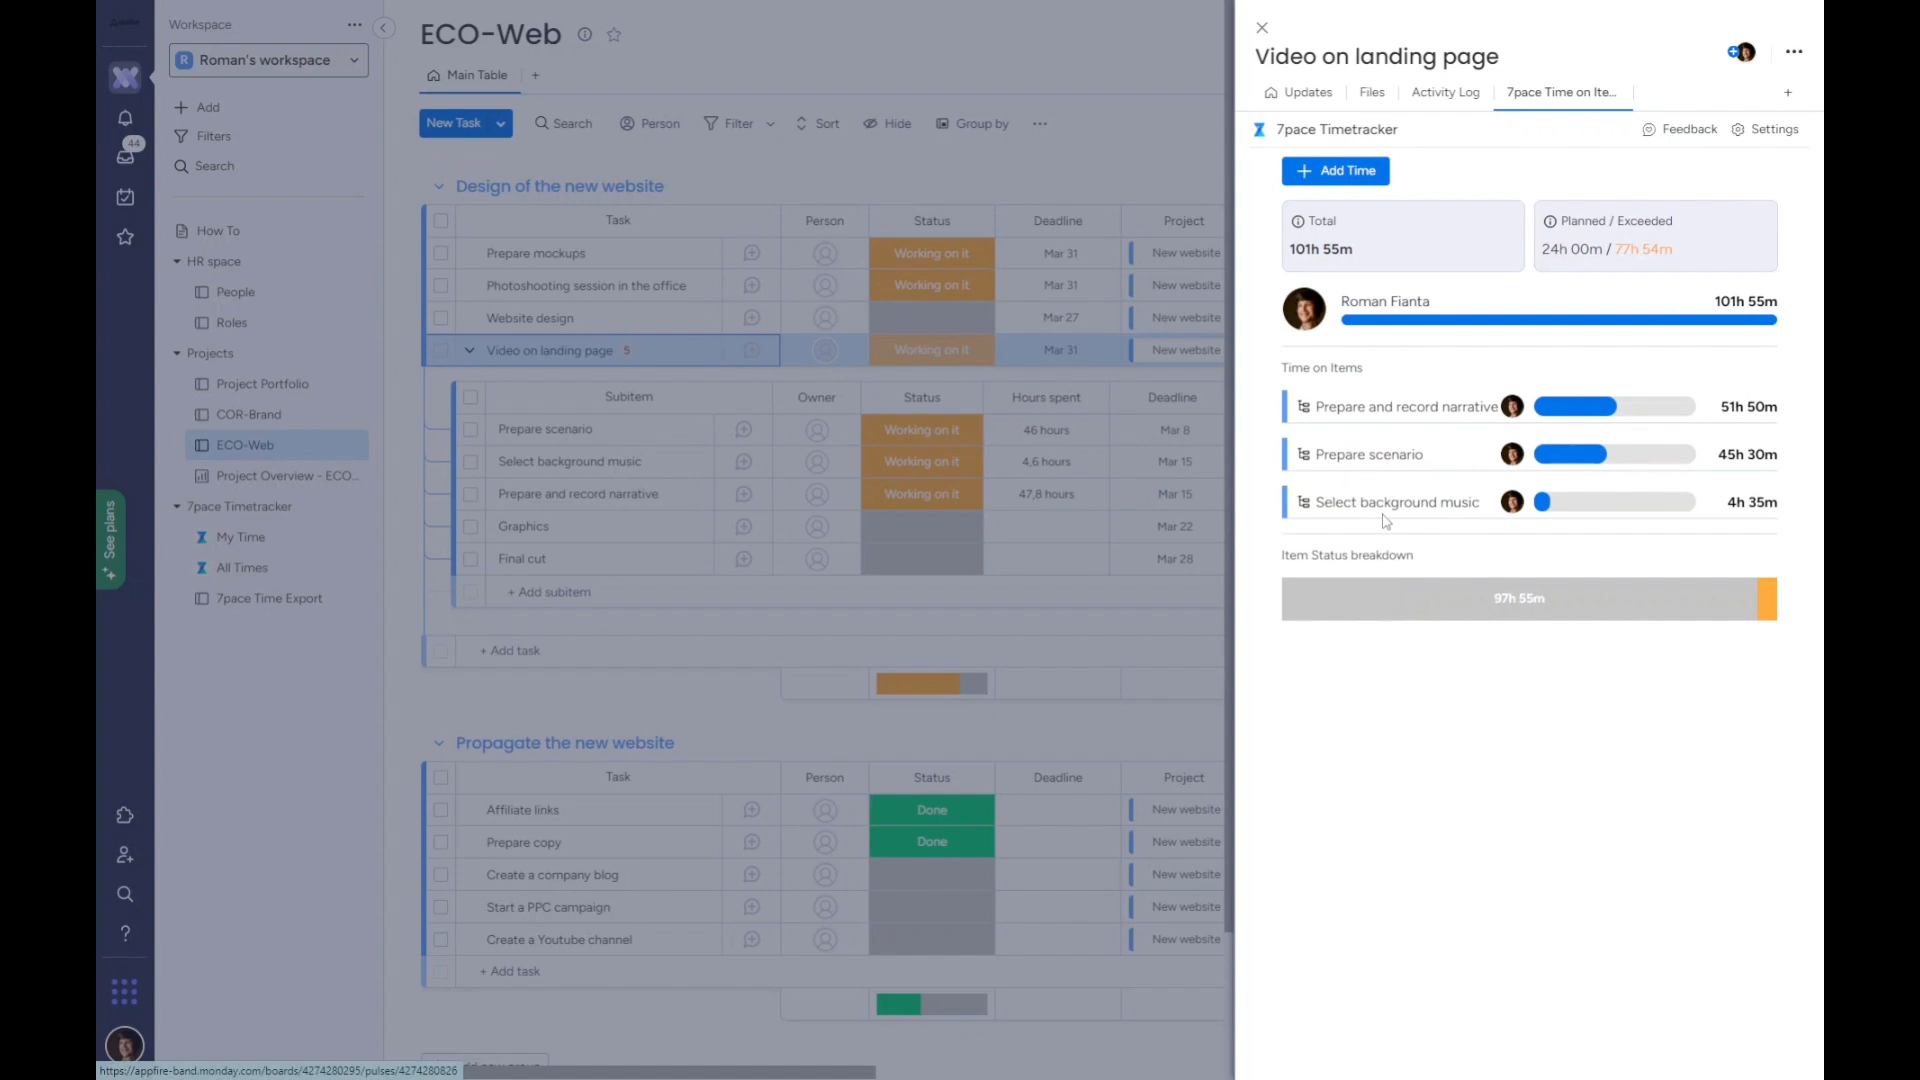 Workspace
R Roman's workspace
Add
Filters
Search
How To
HR space
People
Roles
Projects
Project Portfolio
COR-Brand
ECO-Web
Project Overview - ECO...
7pace Timetracker
My Time
All Times
7pace Time Export
44
See plans
ECO-Web
Main Table
New Task
Search
Person
Filter
Sort
Hide
Group by
Design of the new website
Task Person Status Deadline Project
Prepare mockups Working on it Mar 31 New website
Photoshooting session in the office Working on it Mar 31 New website
Website design Mar 27 New website
Video on landing page 5 Working on it Mar 31 New website
Subitem Owner Status Hours spent Deadline
Prepare scenario Working on it 46 hours Mar 8
Select background music Working on it 4,6 hours Mar 15
Prepare and record narrative Working on it 47,8 hours Mar 15
Graphics Mar 22
Final cut Mar 28
+ Add subitem
+ Add task
Propagate the new website
Task Person Status Deadline Project
Affiliate links Done New website
Prepare copy Done New website
Create a company blog New website
Start a PPC campaign New website
Create a Youtube channel New website
+ Add task
https://appfire-band.monday.com/boards/4274280295/pulses/4274280826
Video on landing page
Updates
Files
Activity Log
7pace Time on Ite...
7pace Timetracker
Feedback
Settings
Add Time
Total
101h 55m
Planned / Exceeded
24h 00m / 77h 54m
Roman Fianta 101h 55m
Time on Items
Prepare and record narrative 51h 50m
Prepare scenario 45h 30m
Select background music 4h 35m
Item Status breakdown
97h 55m